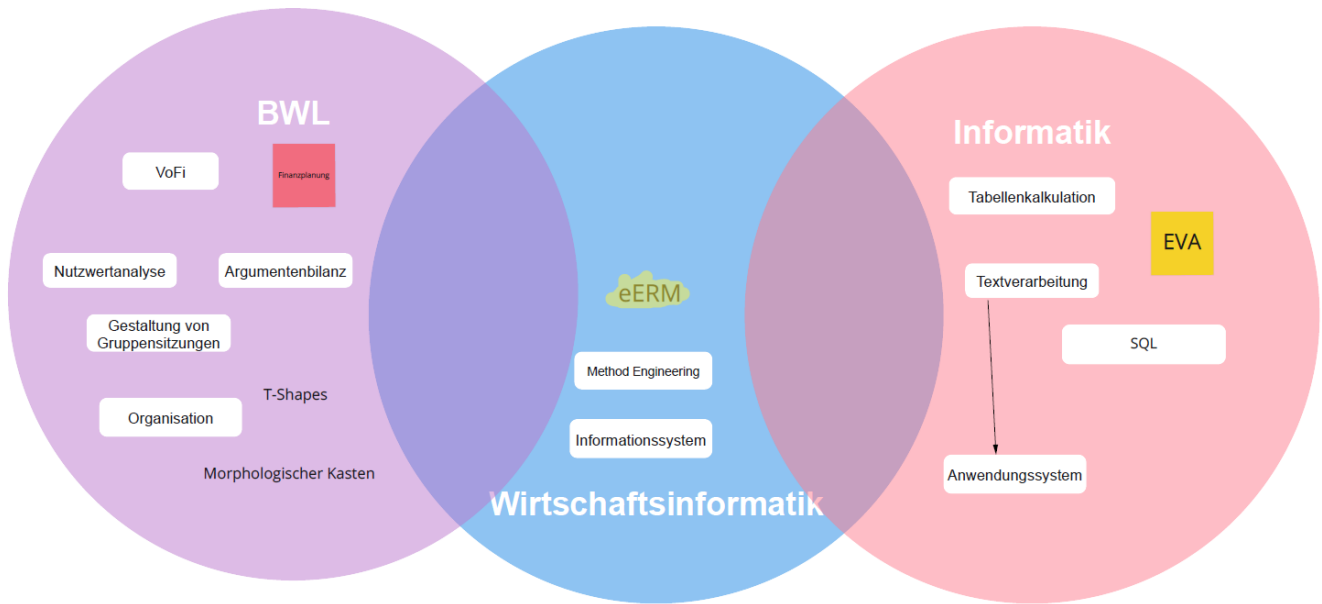 BWL
VoFi
Finanzplanung
Nutzwertanalyse
Argumentenbilanz
Gestaltung von
Gruppensitzungen
T-Shapes
Organisation
Morphologischer Kasten
eERM
Method Engineering
Informationssystem
Wirtschaftsinformatik
Informatik
Tabellenkalkulation
EVA
Textverarbeitung
SQL
Anwendungssystem